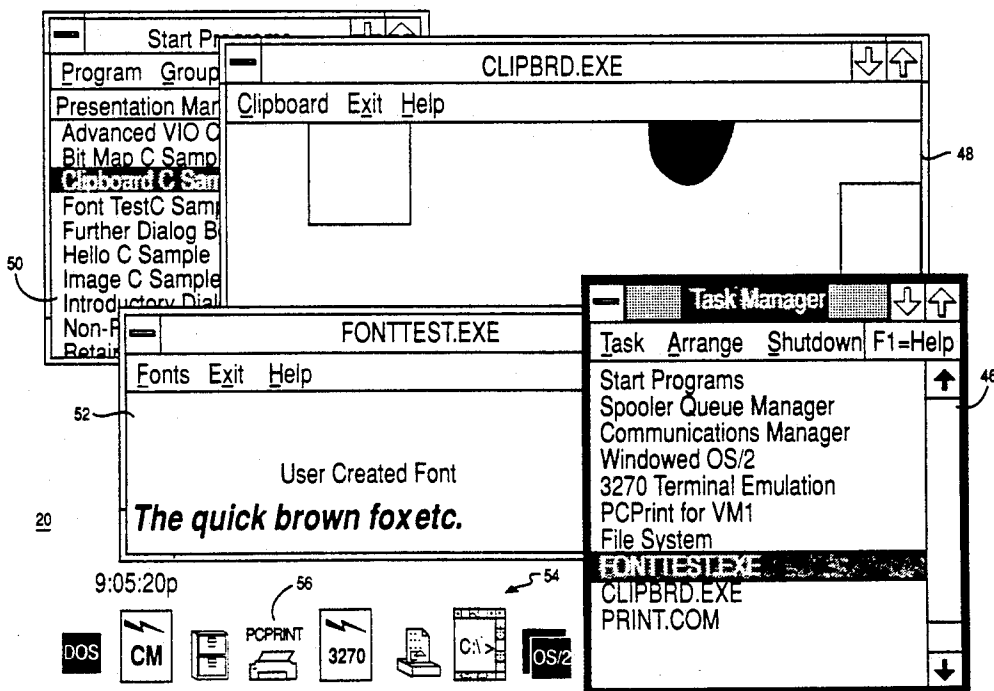 Start Programs
Program Group
CLIPBRD.EXE
Clipboard Exit Help
Presentation Man
Advanced VIO C
Bit Map C Samp
Clipboard C Sam
Font TestC Samp
Further Dialog B
Hello C Sample
Image C Sample
Introductory Dial
Non-F
Retain
48
50
FONTTEST.EXE
Fonts Exit Help
52
User Created Font
The quick brown foxetc.
Task Manager
Task Arrange Shutdown F1=Help
Start Programs
Spooler Queue Manager
Communications Manager
Windowed OS/2
3270 Terminal Emulation
PCPrint for VM1
File System
FONTTEST.EXE
CLIPBRD.EXE
PRINT.COM
46
20
9:05:20p
56
54
DOS
CM
PCPRINT
3270
C:\>
OS/2